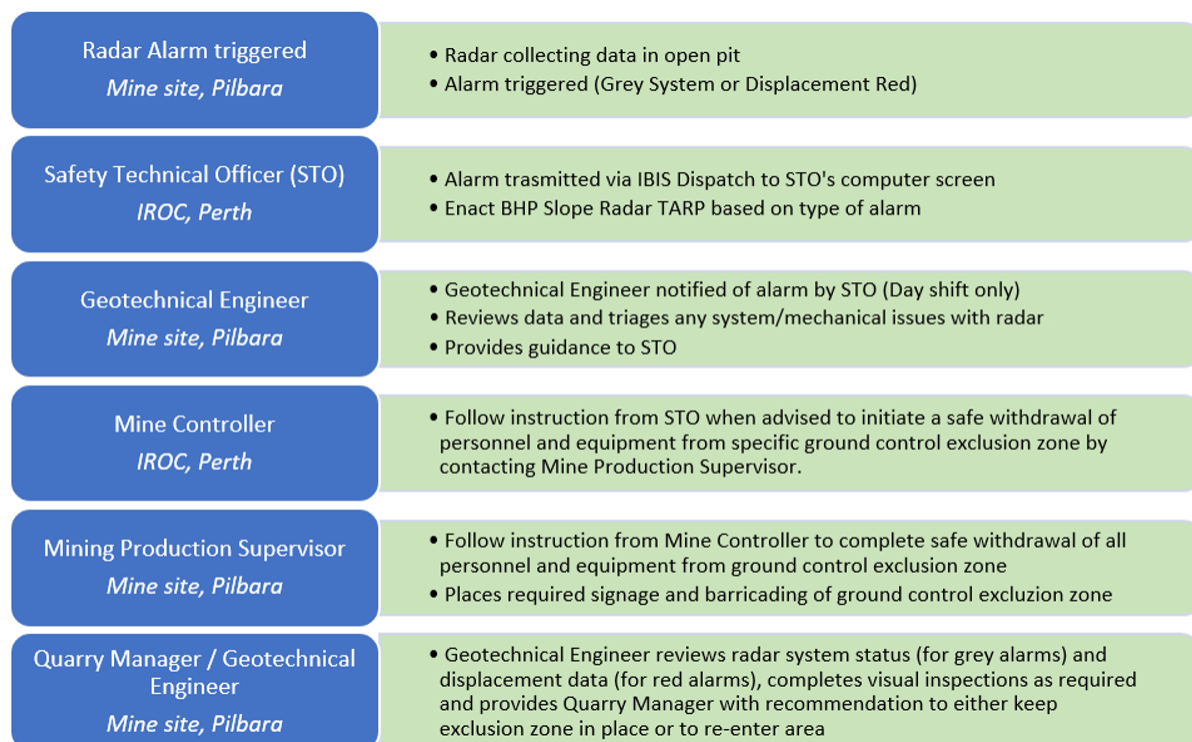 Radar Alarm triggered
Mine site, Pilbara
• Radar collecting data in open pit
• Alarm triggered (Grey System or Displacement Red)
Safety Technical Officer (STO)
IROC, Perth
• Alarm trasmitted via IBIS Dispatch to STO's computer screen
• Enact BHP Slope Radar TARP based on type of alarm
Geotechnical Engineer
Mine site, Pilbara
• Geotechnical Engineer notified of alarm by STO (Day shift only)
• Reviews data and triages any system/mechanical issues with radar
• Provides guidance to STO
Mine Controller
IROC, Perth
• Follow instruction from STO when advised to initiate a safe withdrawal of
personnel and equipment from specific ground control exclusion zone by
contacting Mine Production Supervisor.
Mining Production Supervisor
Mine site, Pilbara
• Follow instruction from Mine Controller to complete safe withdrawal of all
personnel and equipment from ground control exclusion zone
• Places required signage and barricading of ground control excluzion zone
Quarry Manager / Geotechnical
Engineer
Mine site, Pilbara
• Geotechnical Engineer reviews radar system status (for grey alarms) and
displacement data (for red alarms), completes visual inspections as required
and provides Quarry Manager with recommendation to either keep
exclusion zone in place or to re-enter area